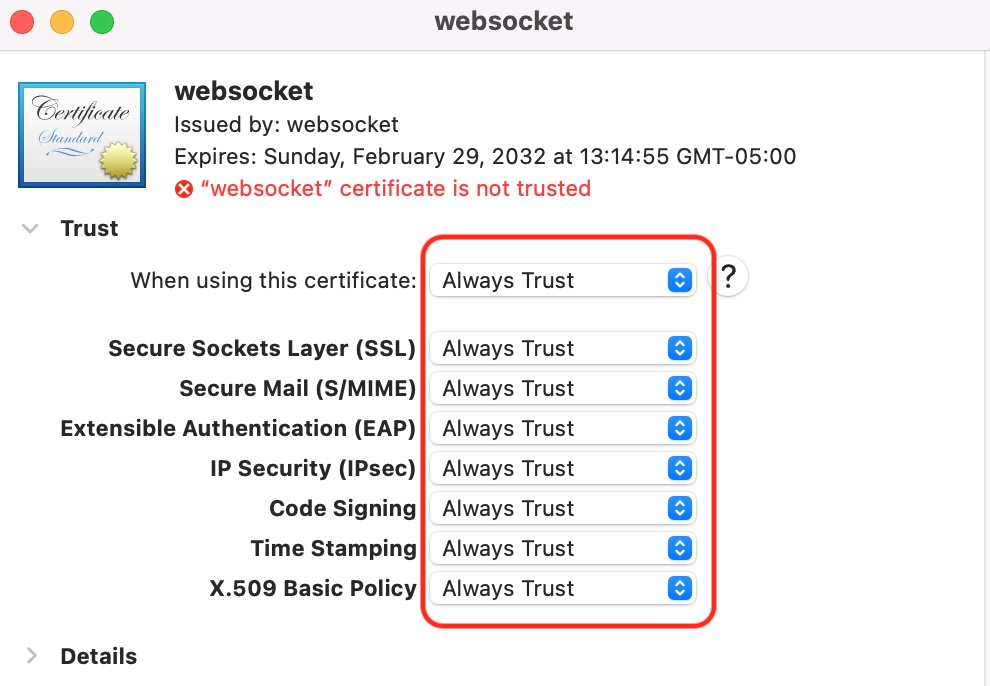 websocket
Certificate
Standard
websocket
Issued by: websocket
Expires: Sunday, February 29, 2032 at 13:14:55 GMT-05:00
“websocket” certificate is not trusted
Trust
When using this certificate: Always Trust ?
Secure Sockets Layer (SSL) Always Trust
Secure Mail (S/MIME) Always Trust
Extensible Authentication (EAP) Always Trust
IP Security (IPsec) Always Trust
Code Signing Always Trust
Time Stamping Always Trust
X.509 Basic Policy Always Trust
Details